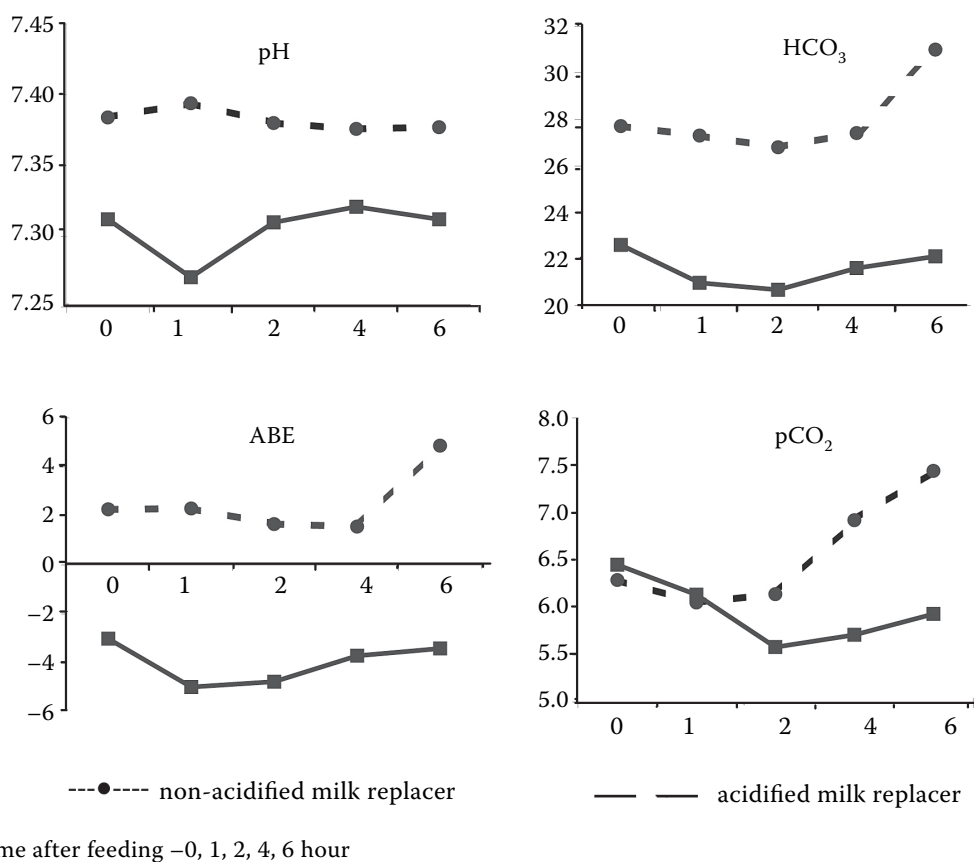 pH
7.45
7.40
7.35
7.30
7.25
0 1 2 4 6
HCO3
32
30
28
26
24
22
20
0 1 2 4 6
ABE
6
4
2
0
−2
−4
−6
0 1 2 4 6
pCO2
8.0
7.5
7.0
6.5
6.0
5.5
5.0
0 1 2 4 6
non-acidified milk replacer
acidified milk replacer
me after feeding −0, 1, 2, 4, 6 hour